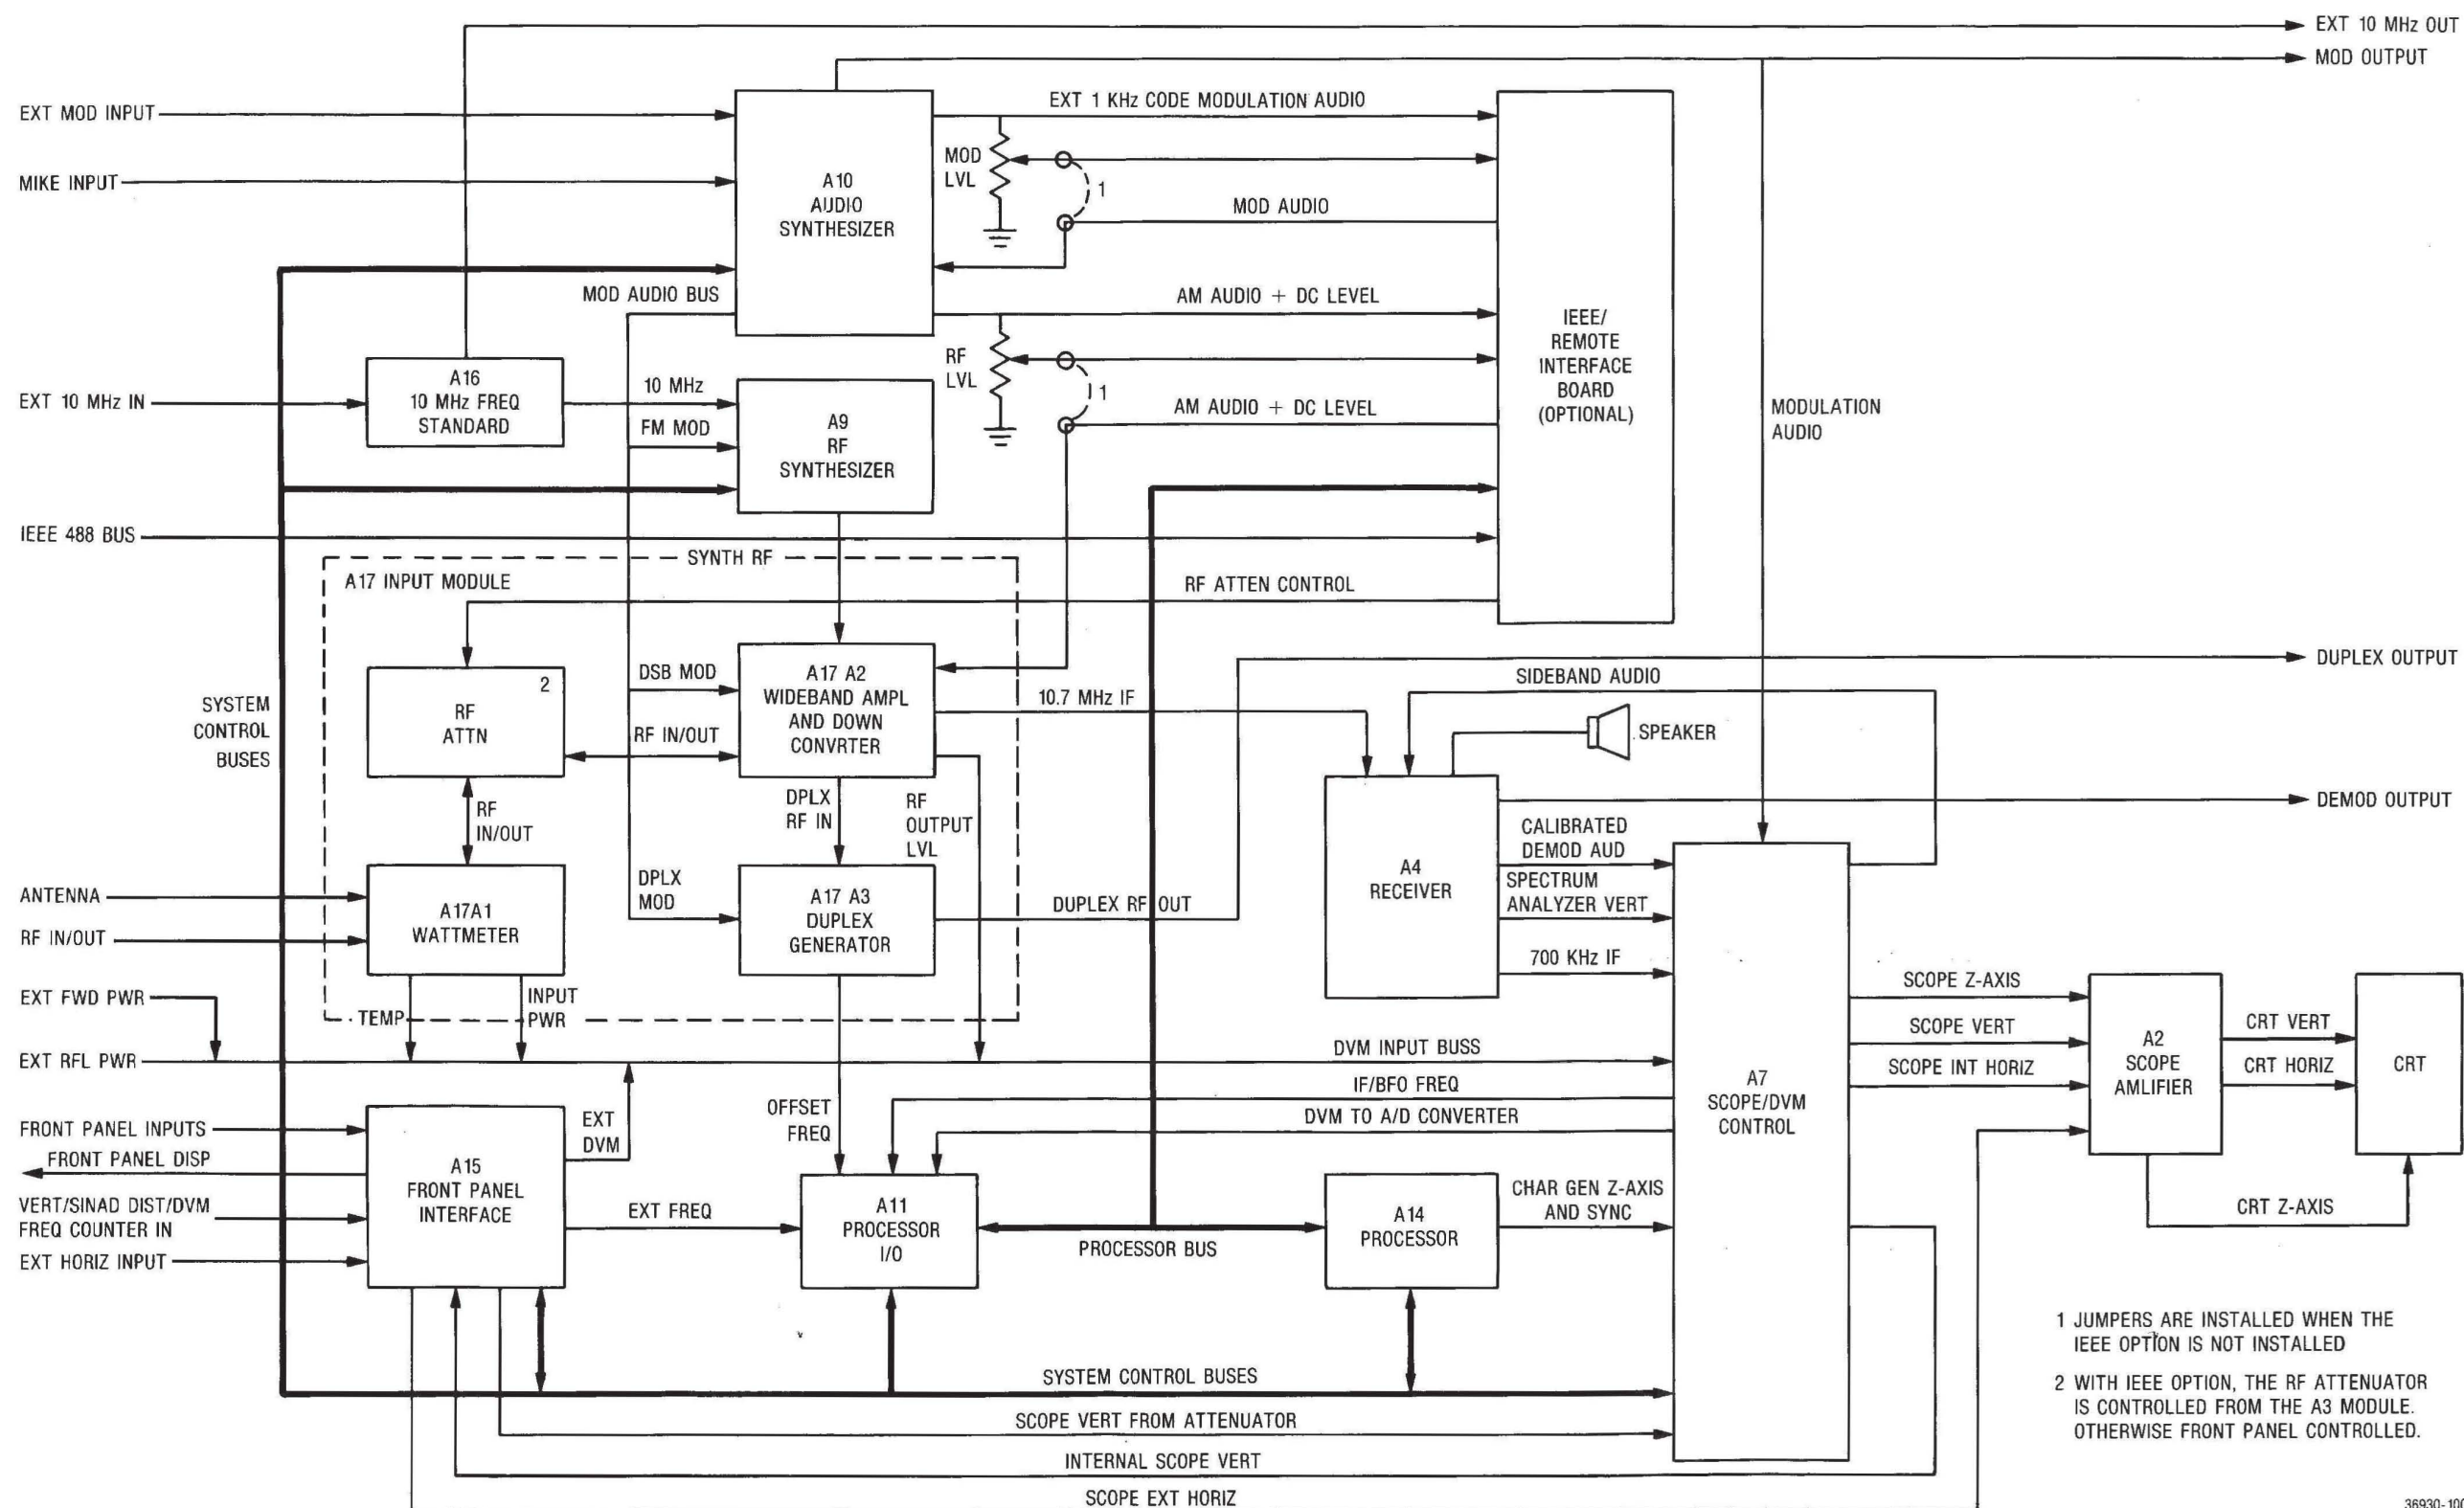 EXT 10 MHz OUT
MOD OUTPUT
EXT MOD INPUT
MIKE INPUT
A10
AUDIO
SYNTHESIZER
EXT 1 KHz CODE MODULATION AUDIO
MOD
LVL
1
MOD AUDIO
MOD AUDIO BUS
AM AUDIO + DC LEVEL
RF
LVL
1
AM AUDIO + DC LEVEL
IEEE/
REMOTE
INTERFACE
BOARD
(OPTIONAL)
MODULATION
AUDIO
EXT 10 MHz IN
A16
10 MHz FREQ
STANDARD
10 MHz
FM MOD
A9
RF
SYNTHESIZER
IEEE 488 BUS
SYNTH RF
A17 INPUT MODULE
RF ATTEN CONTROL
SYSTEM
CONTROL
BUSES
2
RF
ATTN
DSB MOD
RF IN/OUT
A17 A2
WIDEBAND AMPL
AND DOWN
CONVRTER
10.7 MHz IF
SIDEBAND AUDIO
SPEAKER
DUPLEX OUTPUT
DEMOD OUTPUT
RF
IN/OUT
DPLX
RF IN
RF
OUTPUT
LVL
ANTENNA
RF IN/OUT
A17A1
WATTMETER
DPLX
MOD
A17 A3
DUPLEX
GENERATOR
DUPLEX RF OUT
A4
RECEIVER
CALIBRATED
DEMOD AUD
SPECTRUM
ANALYZER VERT
700 KHz IF
EXT FWD PWR
TEMP
INPUT
PWR
EXT RFL PWR
DVM INPUT BUSS
IF/BFO FREQ
DVM TO A/D CONVERTER
A7
SCOPE/DVM
CONTROL
SCOPE Z-AXIS
SCOPE VERT
SCOPE INT HORIZ
A2
SCOPE
AMLIFIER
CRT VERT
CRT HORIZ
CRT
CRT Z-AXIS
FRONT PANEL INPUTS
FRONT PANEL DISP
VERT/SINAD DIST/DVM
FREQ COUNTER IN
EXT HORIZ INPUT
A15
FRONT PANEL
INTERFACE
EXT
DVM
EXT FREQ
OFFSET
FREQ
A11
PROCESSOR
I/O
PROCESSOR BUS
A14
PROCESSOR
CHAR GEN Z-AXIS
AND SYNC
SYSTEM CONTROL BUSES
SCOPE VERT FROM ATTENUATOR
INTERNAL SCOPE VERT
SCOPE EXT HORIZ
1 JUMPERS ARE INSTALLED WHEN THE
IEEE OPTION IS NOT INSTALLED
2 WITH IEEE OPTION, THE RF ATTENUATOR
IS CONTROLLED FROM THE A3 MODULE.
OTHERWISE FRONT PANEL CONTROLLED.